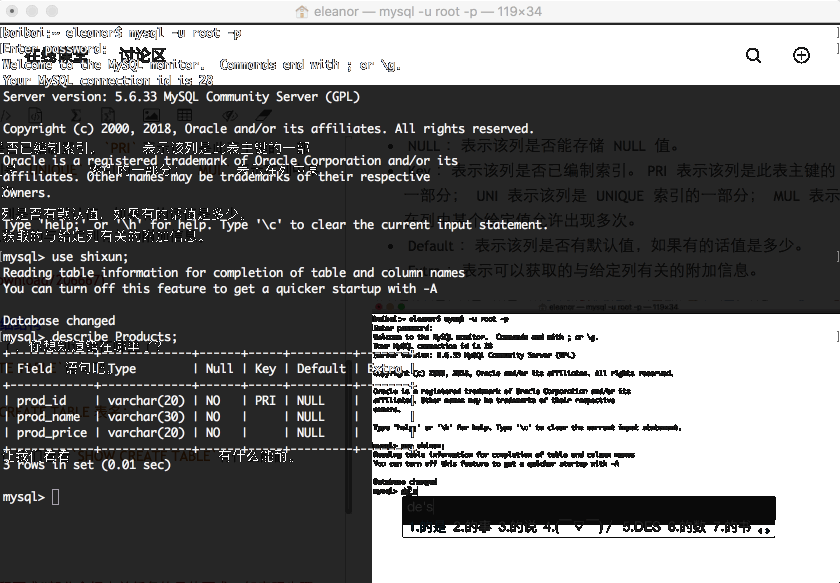 eleanor — mysql -u root -p — 119×34
baibei:~ eleanor$ mysql -u root -p
Enter password:
讨论区
Welcome to the MySQL monitor.  Commands end with ; or \g.
Your MySQL connection id is 28
Server version: 5.6.33 MySQL Community Server (GPL)
Copyright (c) 2000, 2018, Oracle and/or its affiliates. All rights reserved.
Oracle is a registered trademark of Oracle Corporation and/or its
affiliates. Other names may be trademarks of their respective
owners.
Type 'help;' or '\h' for help. Type '\c' to clear the current input statement.
mysql> use shixun;
Reading table information for completion of table and column names
You can turn off this feature to get a quicker startup with -A
Database changed
mysql> describe Products;
+------------+-------------+------+-----+---------+-------+
| Field      | Type        | Null | Key | Default | Extra |
+------------+-------------+------+-----+---------+-------+
| prod_id    | varchar(20) | NO   | PRI | NULL    |
| prod_name  | varchar(30) | NO   |     | NULL    |
| prod_price | varchar(20) | NO   |     | NULL    |
+------------+-------------+------+-----+---------+-------+
3 rows in set (0.01 sec)
mysql>
• NULL ：表示该列是否能存储 NULL 值。
：表示该列是否已编制索引。 PRI 表示该列是此表主键的
一部分； UNI 表示该列是 UNIQUE 索引的一部分； MUL 表示
在列中某个给定值允许出现多次。
• Default ：表示该列是否有默认值，如果有的话值是多少。
表示可以获取的与给定列有关的附加信息。
eleanor — mysql -u root -p — 119×34
baibei:~ eleanor$ mysql -u root -p
Enter password:
Welcome to the MySQL monitor.  Commands end with ; or \g.
Your MySQL connection id is 28
Server version: 5.6.33 MySQL Community Server (GPL)
Copyright (c) 2000, 2018, Oracle and/or its affiliates. All rights reserved.
Oracle is a registered trademark of Oracle Corporation and/or its
affiliates. Other names may be trademarks of their respective
owners.
Type 'help;' or '\h' for help. Type '\c' to clear the current input statement.
mysql> use shixun;
Reading table information for completion of table and column names
You can turn off this feature to get a quicker startup with -A
Database changed
mysql>
de's
1.的是 2.的事 3.的说 5.DES 6.的数 7.的书